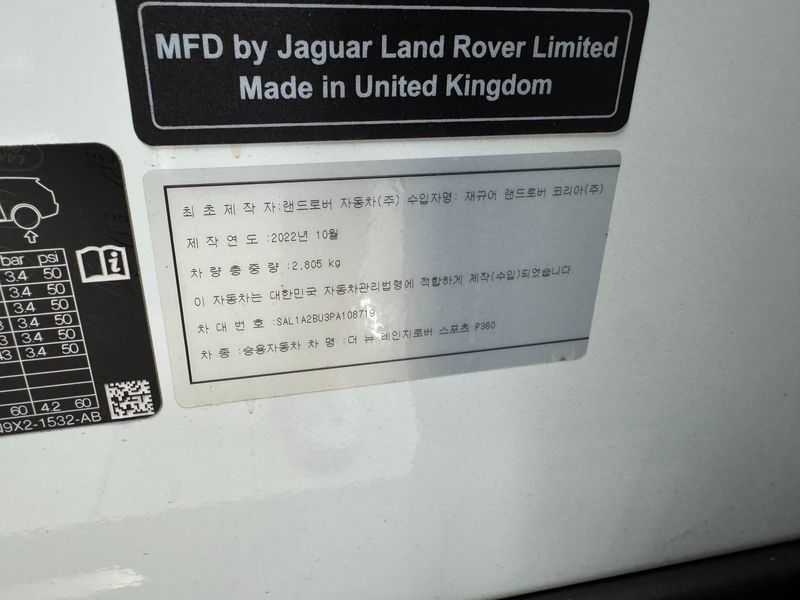 MFD by Jaguar Land Rover Limited
Made in United Kingdom
최 초 제 작 자:랜드로버 자동차(주) 수입자명: 재규어 랜드로버 코리아(주)
제 작 연 도 :2022년 10월
차 량 총 중 량 :2,805 kg
이 자동차는 대한민국 자동차관리법령에 적합하게 제작(수입)되었습니다.
차 대 번 호 :SAL1A2BU3PA108719
차 종 :승용자동차 차 명 :더 뉴 레인지로버 스포츠 P360
bar psi
3.4 50
3.4 50
3.4 50
3.4 50
3.4 50
60 4.2 60
N9X2-1532-AB